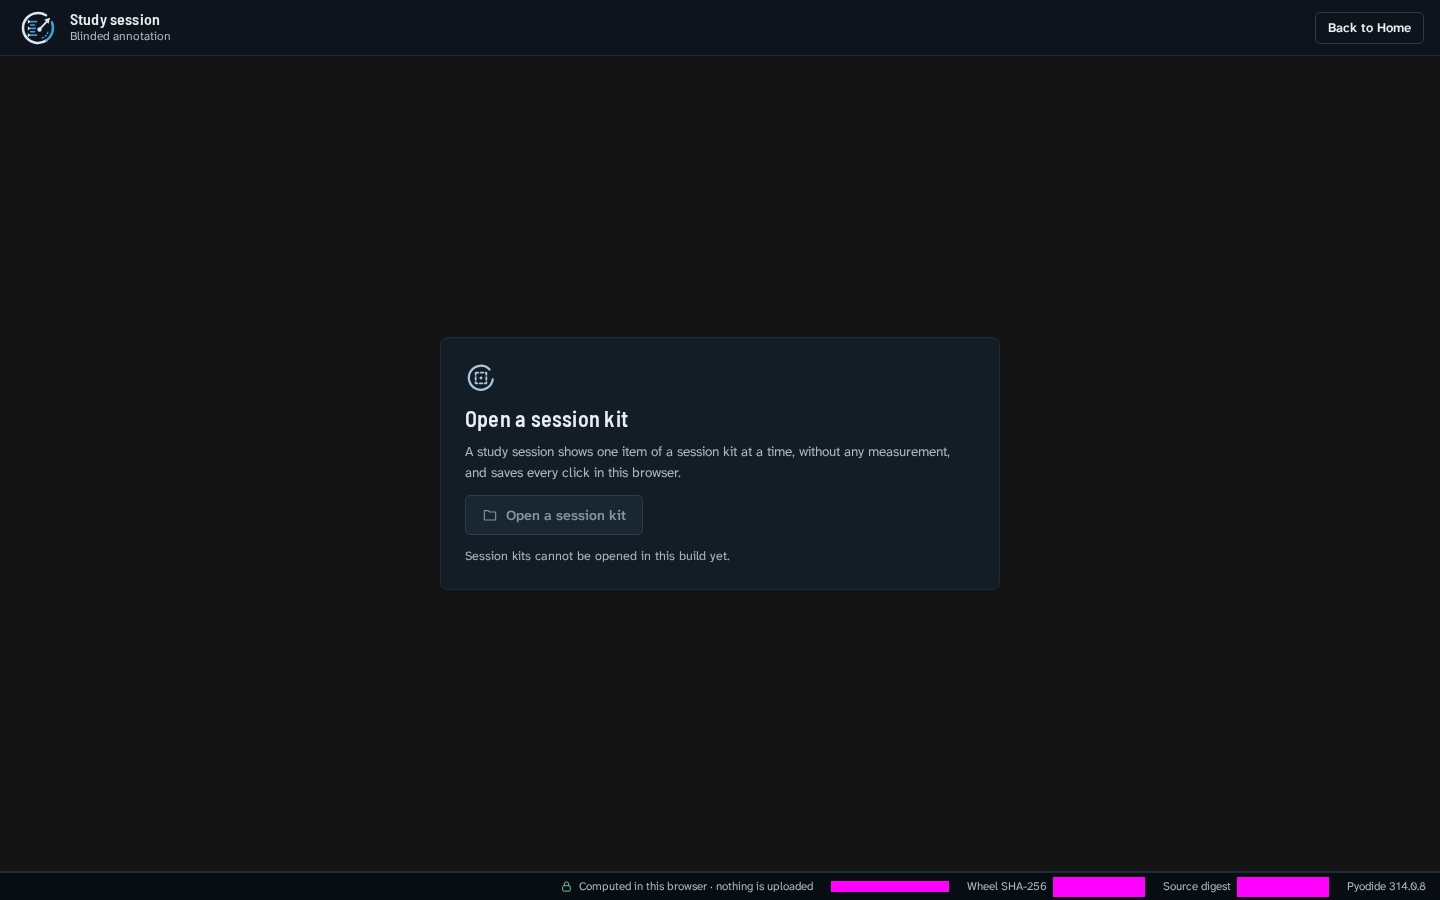 Study session
Blinded annotation
Back to Home
Open a session kit
A study session shows one item of a session kit at a time, without any measurement,
and saves every click in this browser.
Open a session kit
Session kits cannot be opened in this build yet.
Computed in this browser · nothing is uploaded
Wheel SHA-256
Source digest
Pyodide 314.0.8